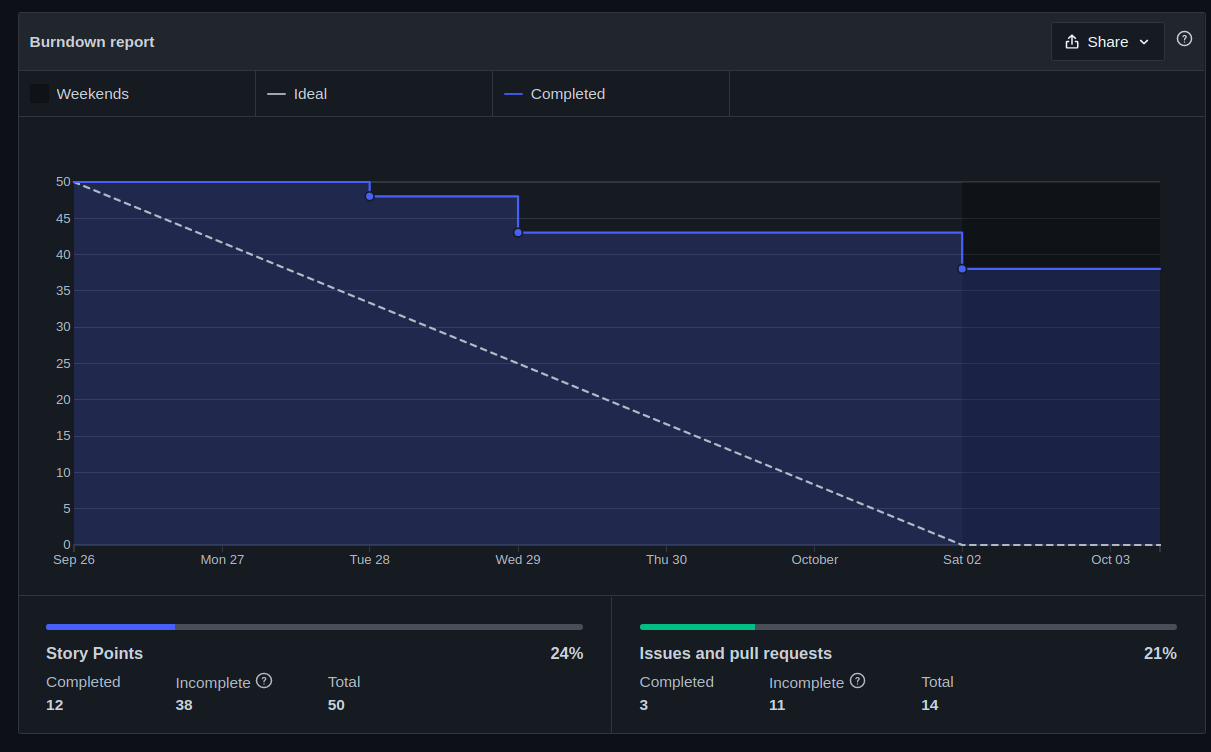 Burndown report
Share
Weekends
Ideal
Completed
50
45
40
35
30
25
20
15
10
5
0
Sep 26 Mon 27 Tue 28 Wed 29 Thu 30 October Sat 02 Oct 03
Story Points 24%
Completed Incomplete ? Total
12 38 50
Issues and pull requests 21%
Completed Incomplete ? Total
3 11 14